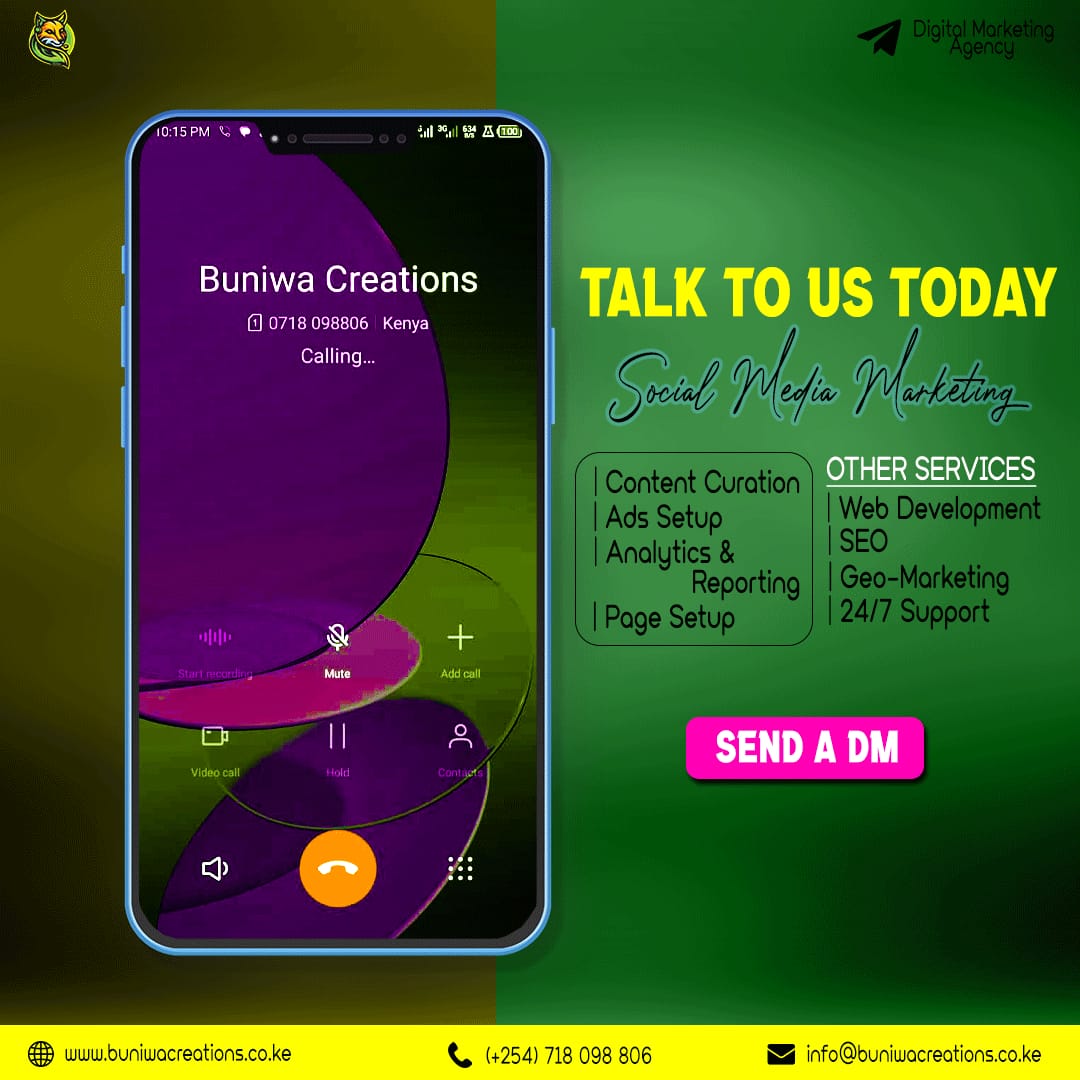 Digital Marketing
Agency
10:15 PM
3G
634
B/S
100
Buniwa Creations
1 0718 098806 | Kenya
Calling...
Start recording
Mute
Add call
Video call
Hold
Contacts
TALK TO US TODAY
Social Media Marketing
| Content Curation
| Ads Setup
| Analytics &
Reporting
| Page Setup
OTHER SERVICES
| Web Development
| SEO
| Geo-Marketing
| 24/7 Support
SEND A DM
www.buniwacreations.co.ke
(+254) 718 098 806
info@buniwacreations.co.ke